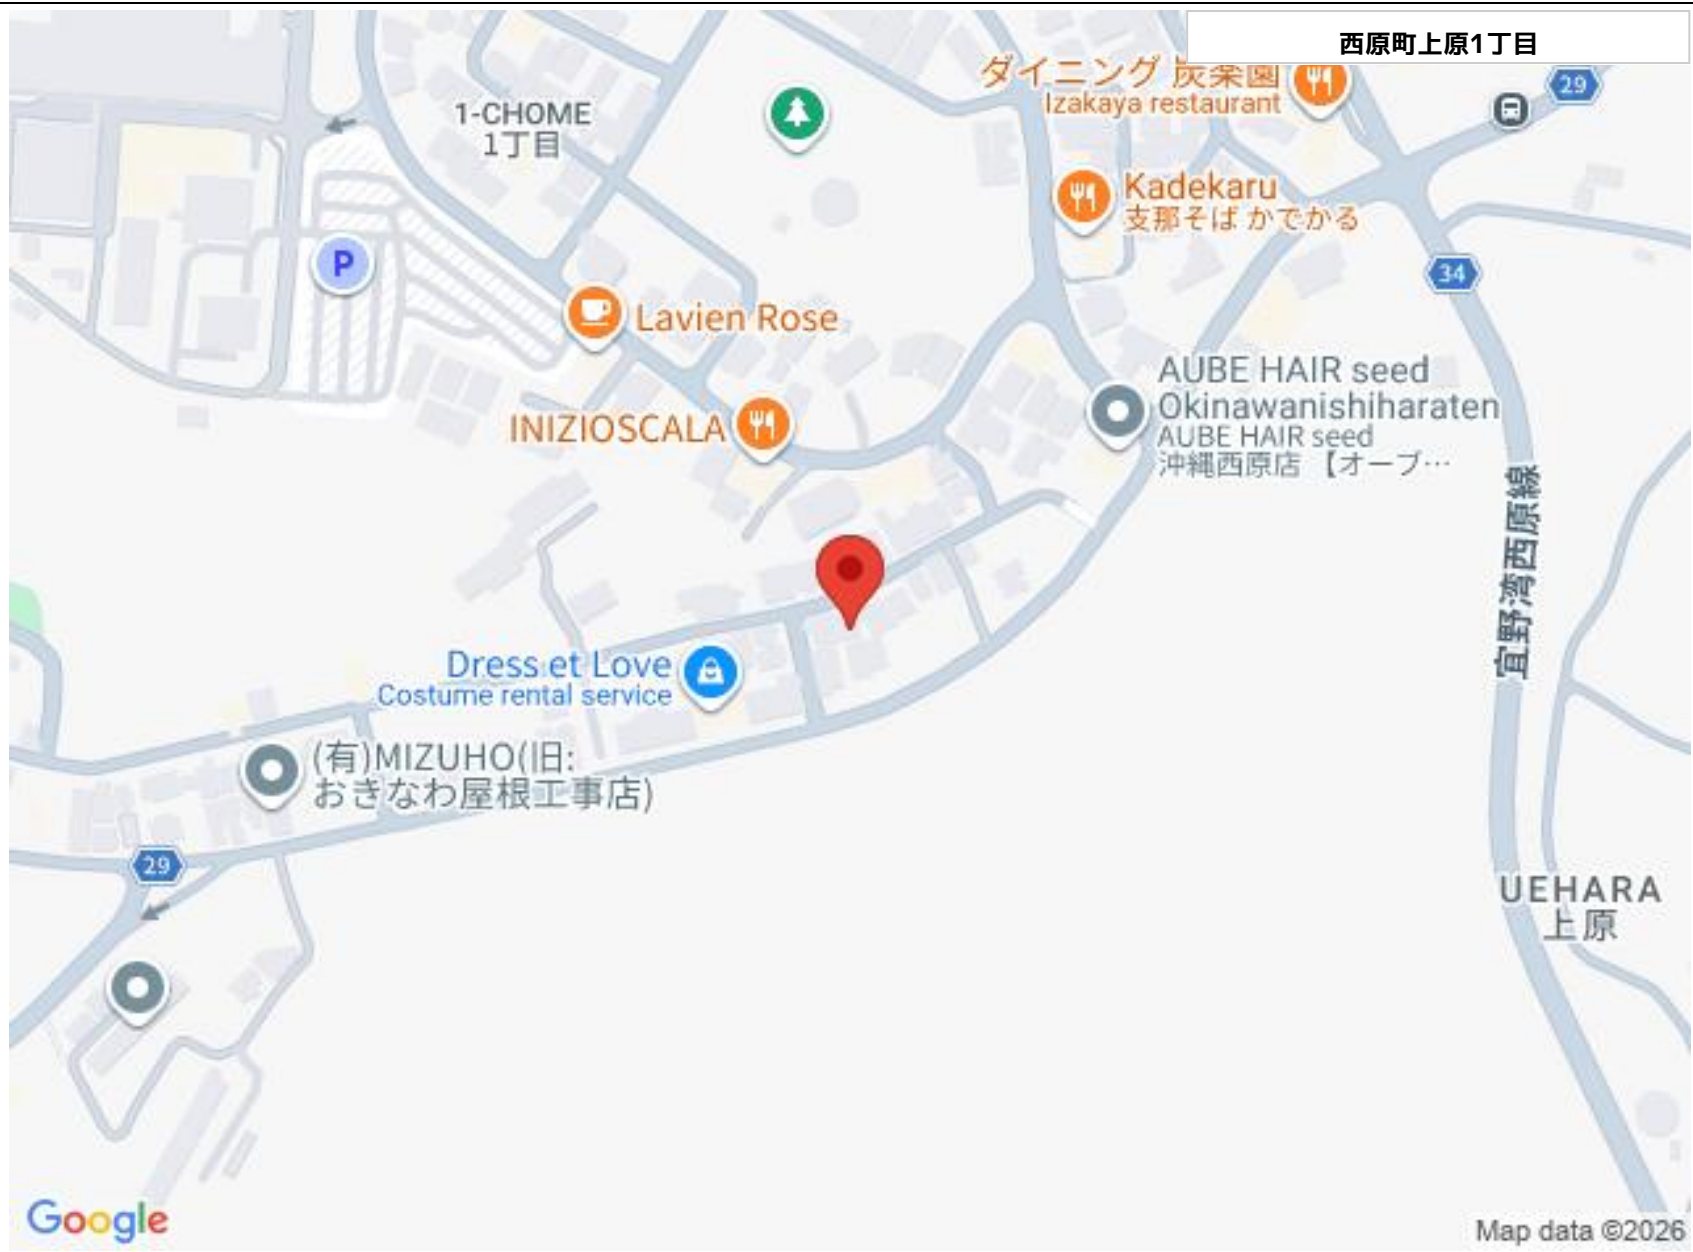 西原町上原1丁目
29
ダイニング 炭楽園
Izakaya restaurant
1-CHOME
1丁目
Kadekaru
支那そば かでかる
P
34
Lavien Rose
AUBE HAIR seed
Okinawanishiharaten
AUBE HAIR seed
沖縄西原店 【オープ…
INIZIOSCALA
宜野湾西原線
Dress et Love
Costume rental service
(有)MIZUHO(旧:
おきなわ屋根工事店)
29
UEHARA
上原
Google
Map data ©2026